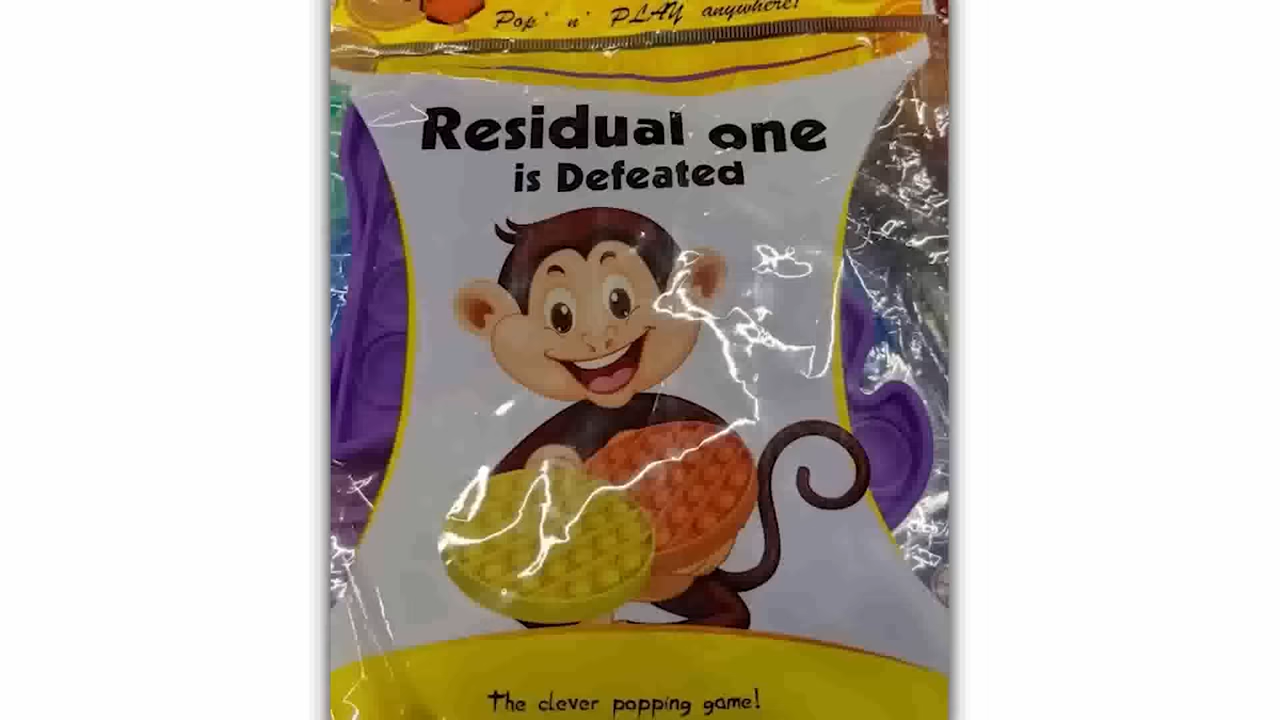 Pop' n' PLAY anywhere!
Residual one
is Defeated
The clever popping game!